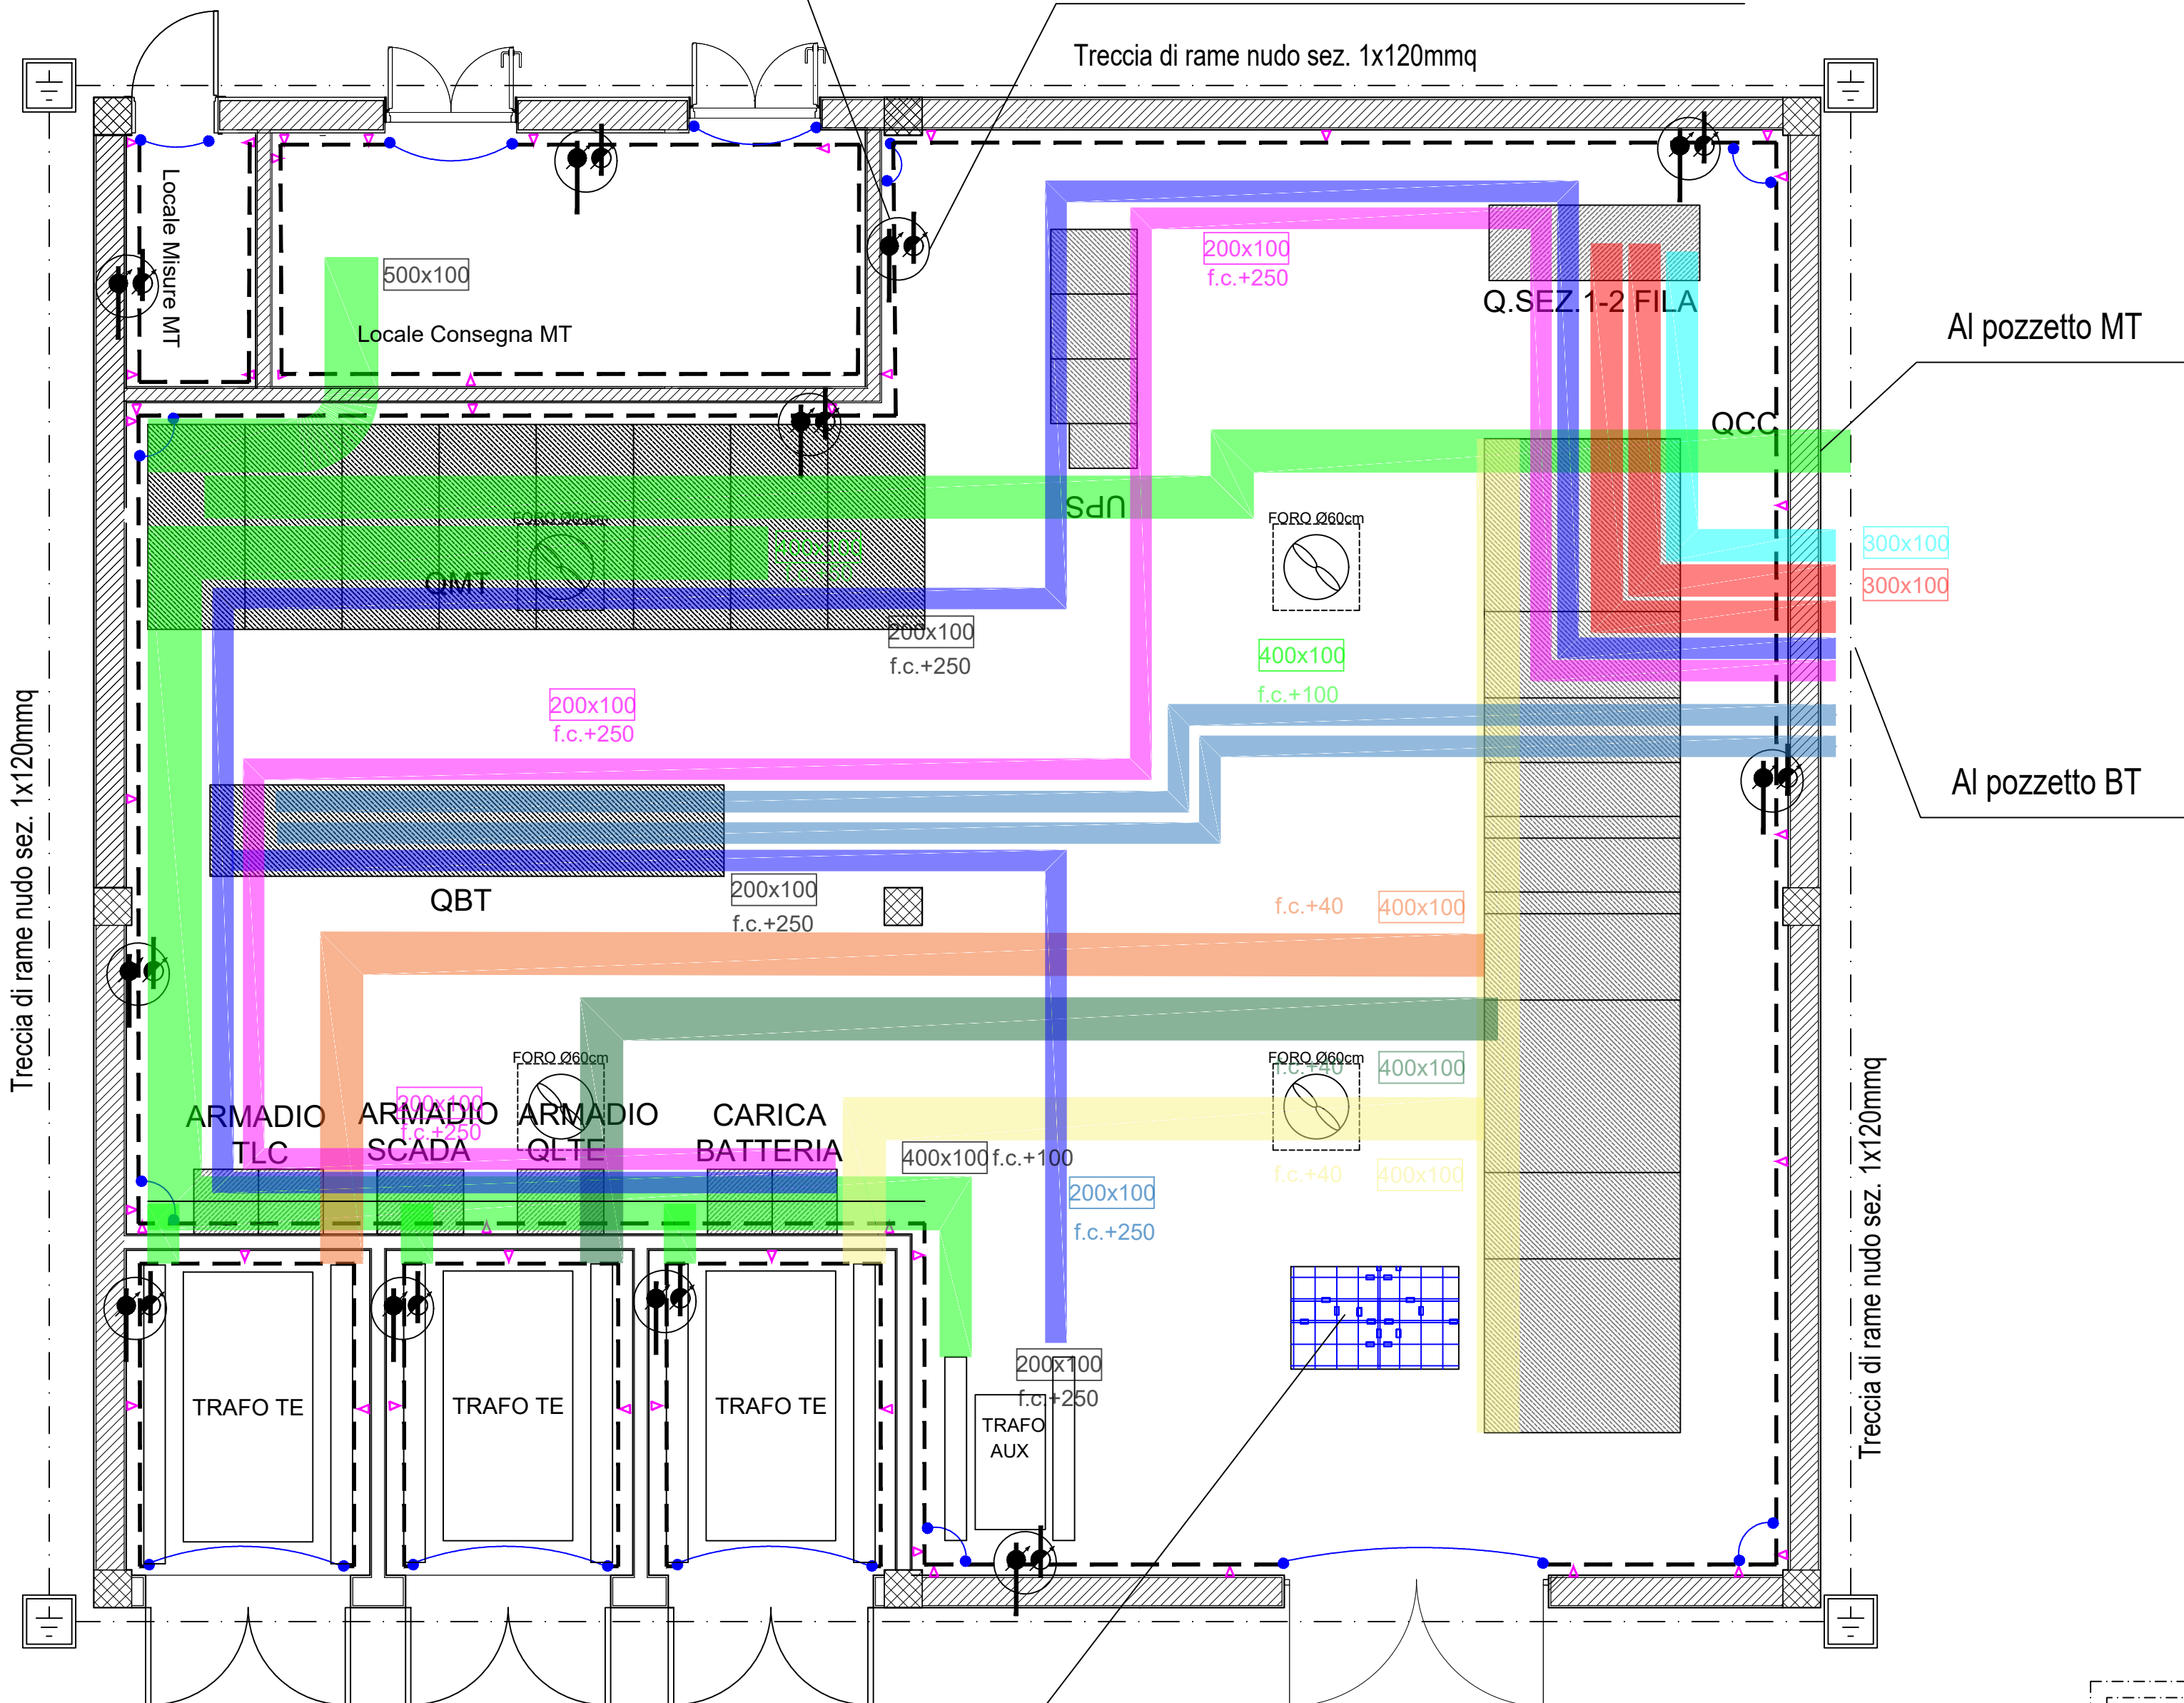 Treccia di rame nudo sez. 1x120mmq
Locale Misure MT
500x100
Locale Consegna MT
200x100
f.c.+250
Q.SEZ.1-2 FILA
Al pozzetto MT
QCC
UPS
FORO Ø60cm
FORO Ø60cm
400x100
300x100
300x100
QMT
200x100
f.c.+250
400x100
f.c.+100
200x100
f.c.+250
Treccia di rame nudo sez. 1x120mmq
Al pozzetto BT
QBT
200x100
f.c.+250
f.c.+40 400x100
FORO Ø60cm
FORO Ø60cm
f.c.+40 400x100
200x100
f.c.+250
ARMADIO
TLC
ARMADIO
SCADA
ARMADIO
QLTE
CARICA
BATTERIA
400x100 f.c.+100
f.c.+40 400x100
200x100
f.c.+250
Treccia di rame nudo sez. 1x120mmq
200x100
f.c.+250
TRAFO TE
TRAFO TE
TRAFO TE
TRAFO
AUX